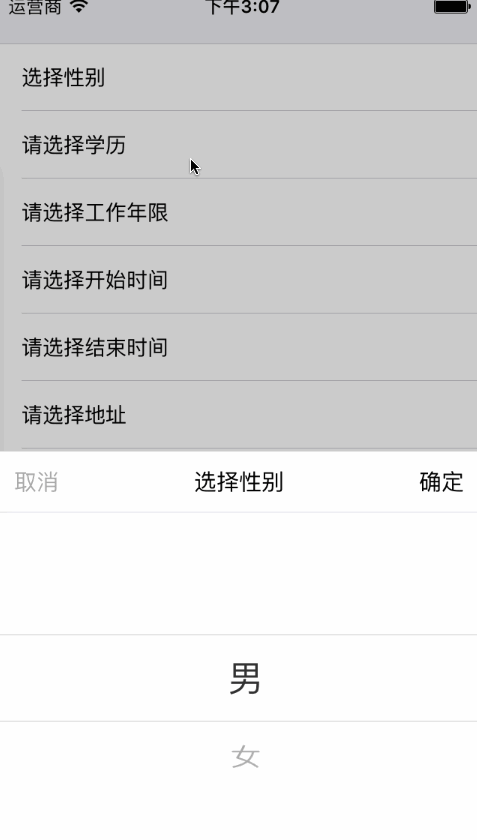 运营商 下午3:07
选择性别
请选择学历
请选择工作年限
请选择开始时间
请选择结束时间
请选择地址
取消 选择性别 确定
男
女